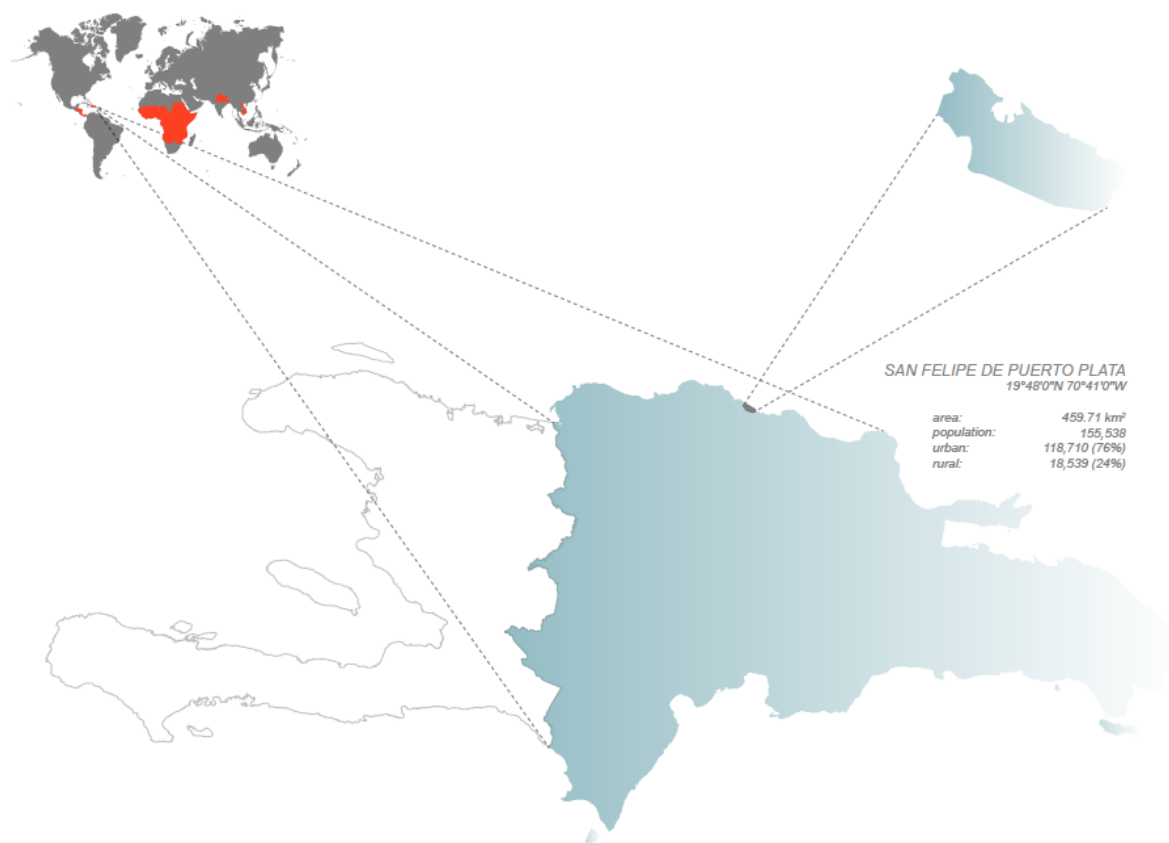 SAN FELIPE DE PUERTO PLATA
19°48'0"N 70°41'0"W
area: 459.71 km²
population: 155,538
urban: 118,710 (76%)
rural: 18,539 (24%)